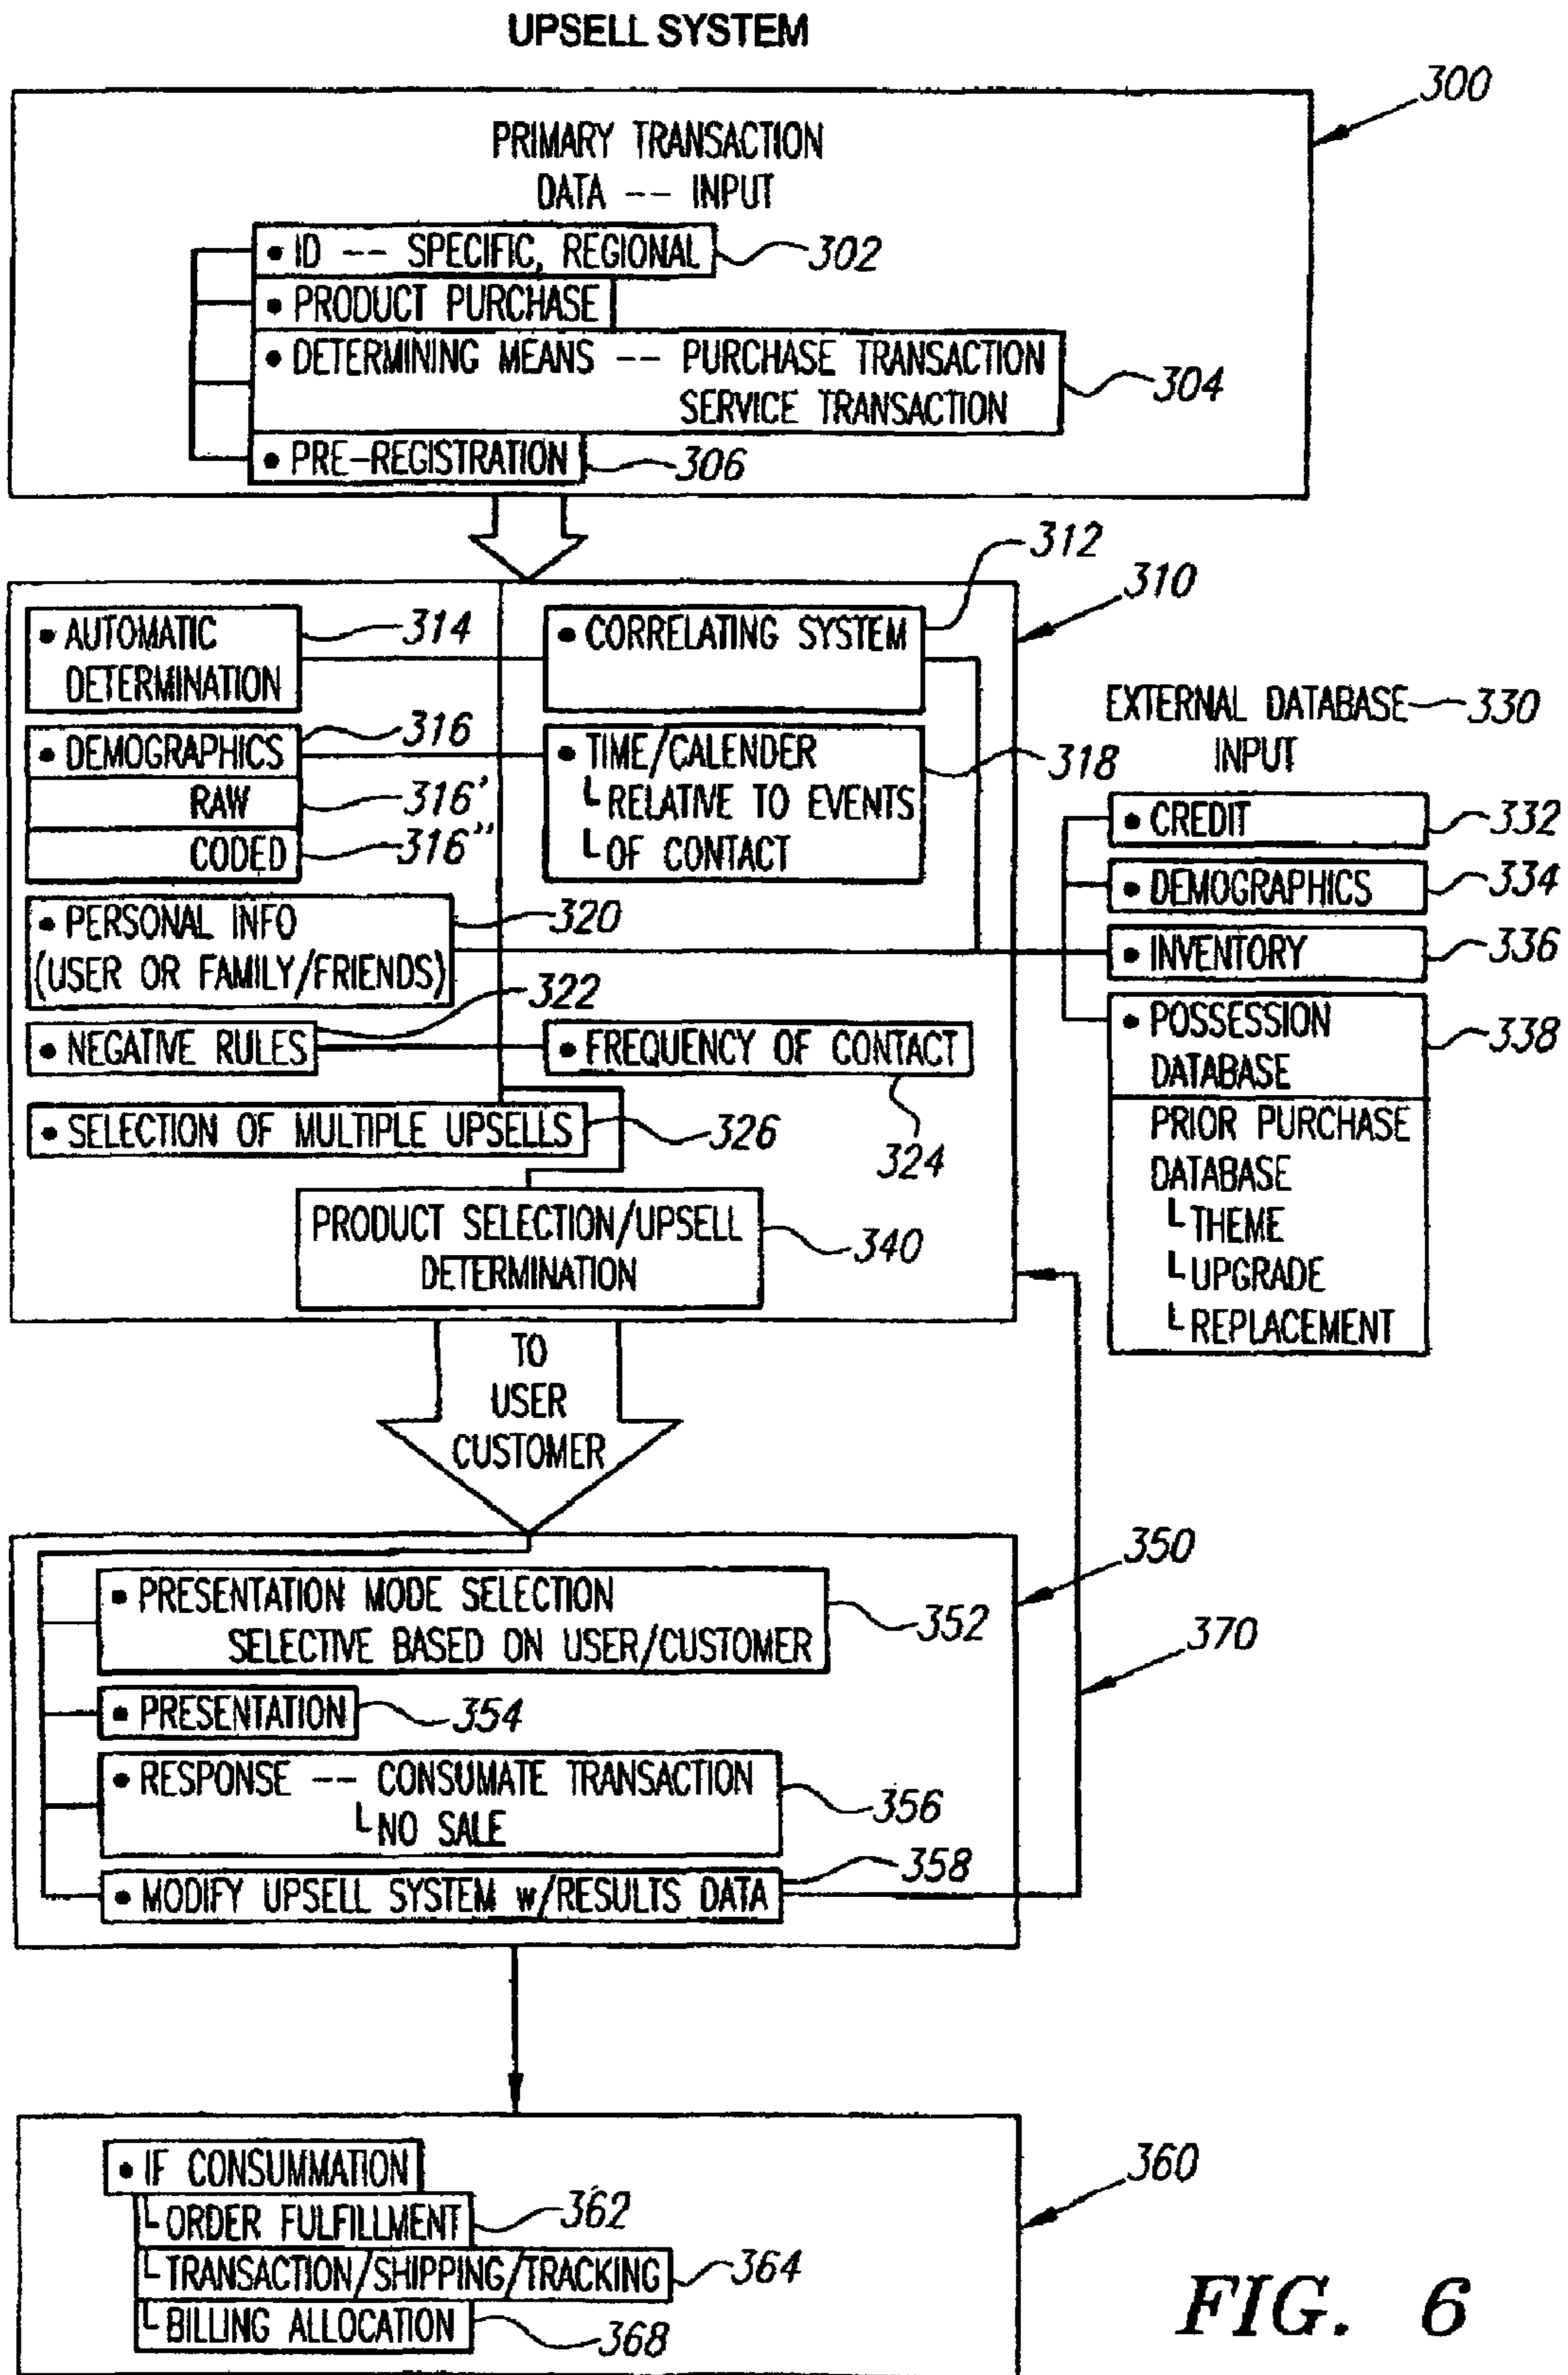 UPSELL SYSTEM
300
PRIMARY TRANSACTION
DATA -- INPUT
• ID -- SPECIFIC, REGIONAL
302
• PRODUCT PURCHASE
• DETERMINING MEANS -- PURCHASE TRANSACTION
SERVICE TRANSACTION
304
• PRE-REGISTRATION
306
312
310
• AUTOMATIC
DETERMINATION
314
• CORRELATING SYSTEM
• DEMOGRAPHICS
316
RAW
316'
CODED
316"
• TIME/CALENDER
RELATIVE TO EVENTS
OF CONTACT
318
EXTERNAL DATABASE
330
INPUT
• CREDIT
332
• DEMOGRAPHICS
334
• INVENTORY
336
• POSSESSION
DATABASE
338
PRIOR PURCHASE
DATABASE
THEME
UPGRADE
REPLACEMENT
• PERSONAL INFO
(USER OR FAMILY/FRIENDS)
320
322
• NEGATIVE RULES
• FREQUENCY OF CONTACT
324
• SELECTION OF MULTIPLE UPSELLS
326
PRODUCT SELECTION/UPSELL
DETERMINATION
340
TO
USER
CUSTOMER
350
370
• PRESENTATION MODE SELECTION
SELECTIVE BASED ON USER/CUSTOMER
352
• PRESENTATION
354
• RESPONSE -- CONSUMATE TRANSACTION
NO SALE
356
358
• MODIFY UPSELL SYSTEM w/RESULTS DATA
360
• IF CONSUMMATION
ORDER FULFILLMENT
362
TRANSACTION/SHIPPING/TRACKING
364
BILLING ALLOCATION
368
FIG. 6